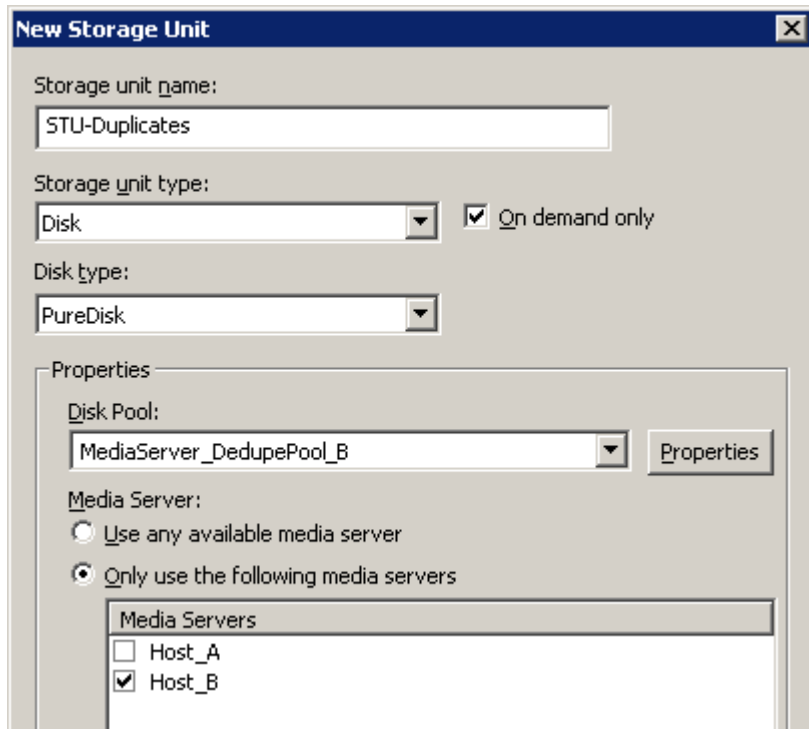 New Storage Unit
Storage unit name:
STU-Duplicates
Storage unit type:
Disk
On demand only
Disk type:
PureDisk
Properties
Disk Pool:
MediaServer_DedupePool_B
Properties
Media Server:
Use any available media server
Only use the following media servers
Media Servers
Host_A
Host_B